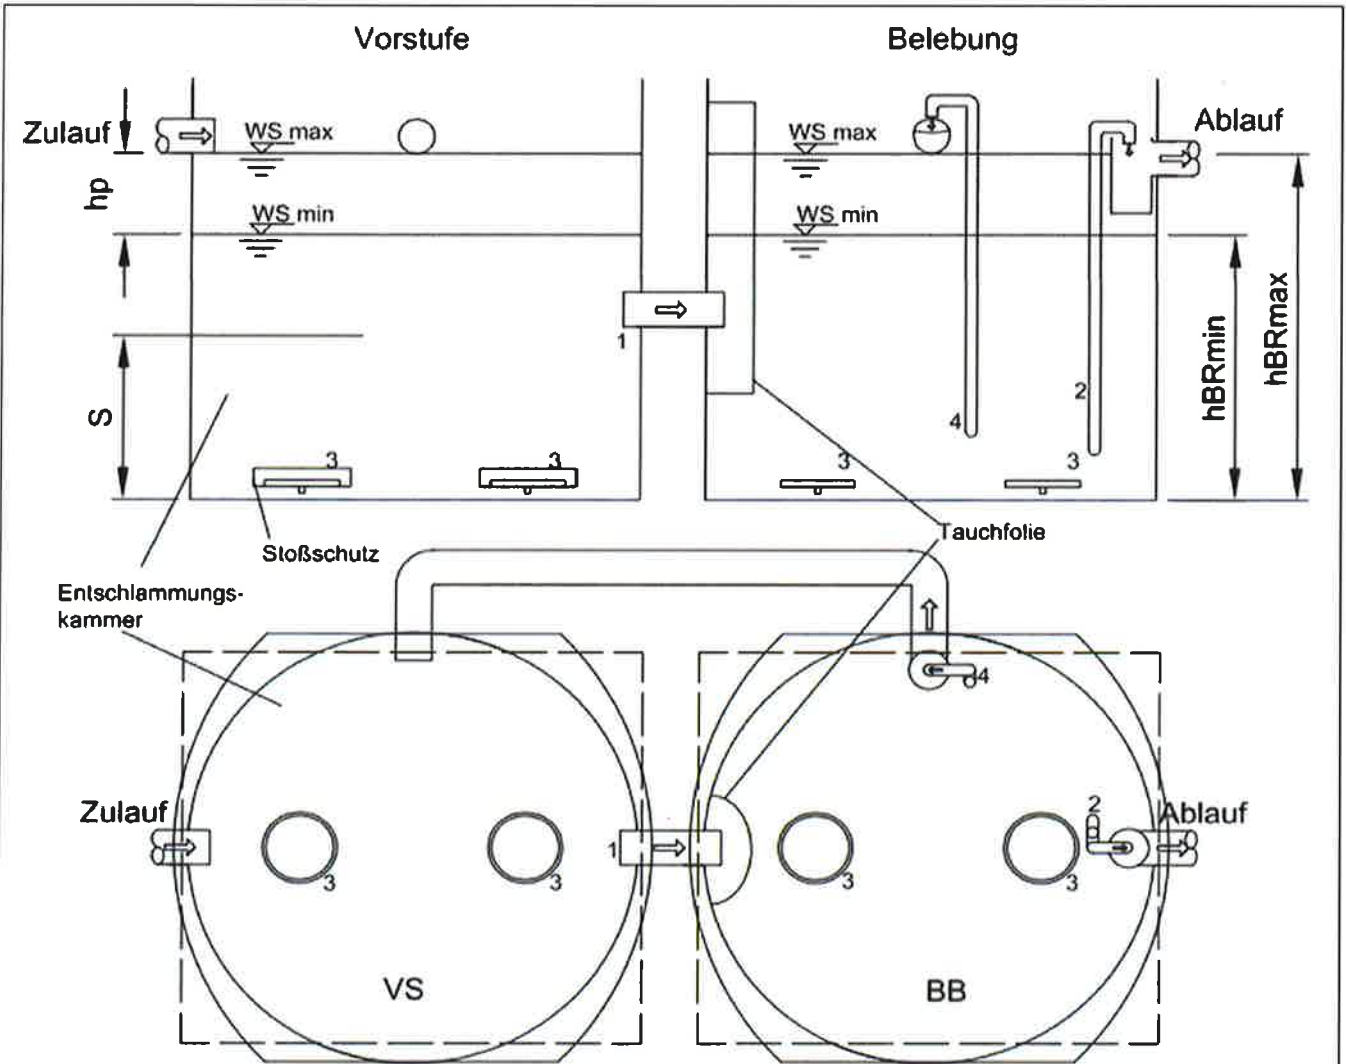 Vorstufe
Belebung
Zulauf
WS max
WS max
Ablauf
hp
WS min
WS min
1
2
4
S
hBRmin
hBRmax
3
3
3
3
Stoßschutz
Tauchfolie
Entschlammungs-
kammer
4
Zulauf
2
Ablauf
1
3
3
3
3
VS
BB